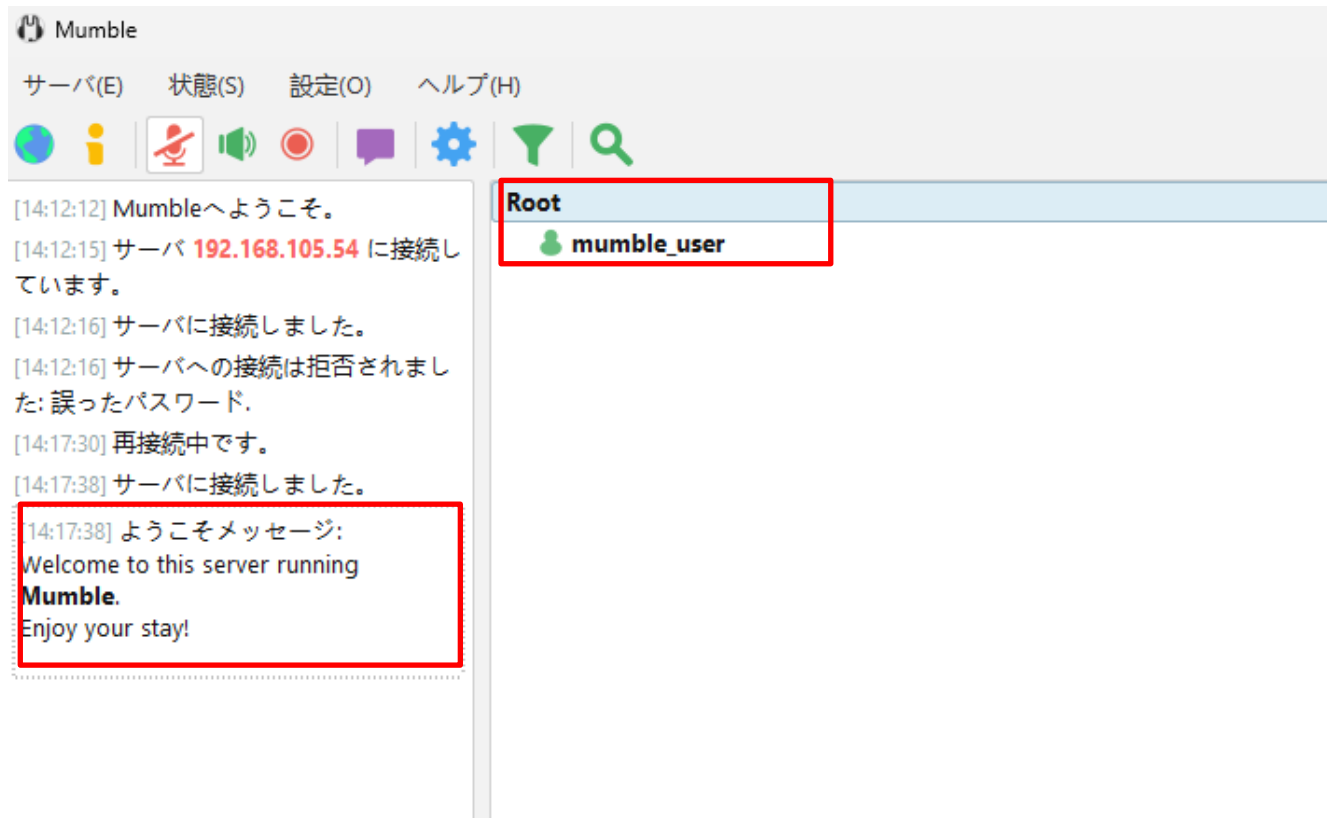 Mumble
サーバ(E) 状態(S) 設定(O) ヘルプ(H)
[14:12:12] Mumbleへようこそ。
[14:12:15] サーバ 192.168.105.54 に接続し
ています。
[14:12:16] サーバに接続しました。
[14:12:16] サーバへの接続は拒否されまし
た: 誤ったパスワード.
[14:17:30] 再接続中です。
[14:17:38] サーバに接続しました。
[14:17:38] ようこそメッセージ:
Welcome to this server running
Mumble.
Enjoy your stay!
Root
mumble_user